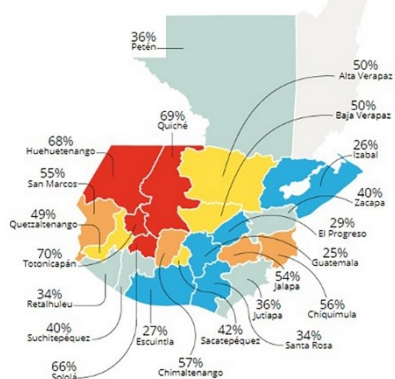 36%
Petén
50%
Alta Verapaz
50%
Baja Verapaz
69%
Quiché
68%
Huehuetenango
26%
Izabal
55%
San Marcos
40%
Zacapa
49%
Quetzaltenango
29%
El Progreso
70%
Totonicapán
25%
Guatemala
54%
Jalapa
34%
Retalhuleu
36%
Jutiapa
56%
Chiquimula
40%
Suchitepéquez
27%
Escuintla
42%
Sacatepéquez
34%
Santa Rosa
57%
Chimaltenango
66%
Sololá